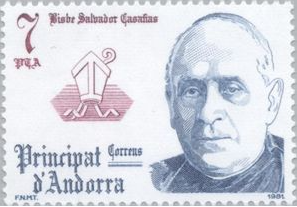 7
PTA
Bisbe Salvador Casañas
Principat Correus
d'Andorra
F.N.M.T. 1981